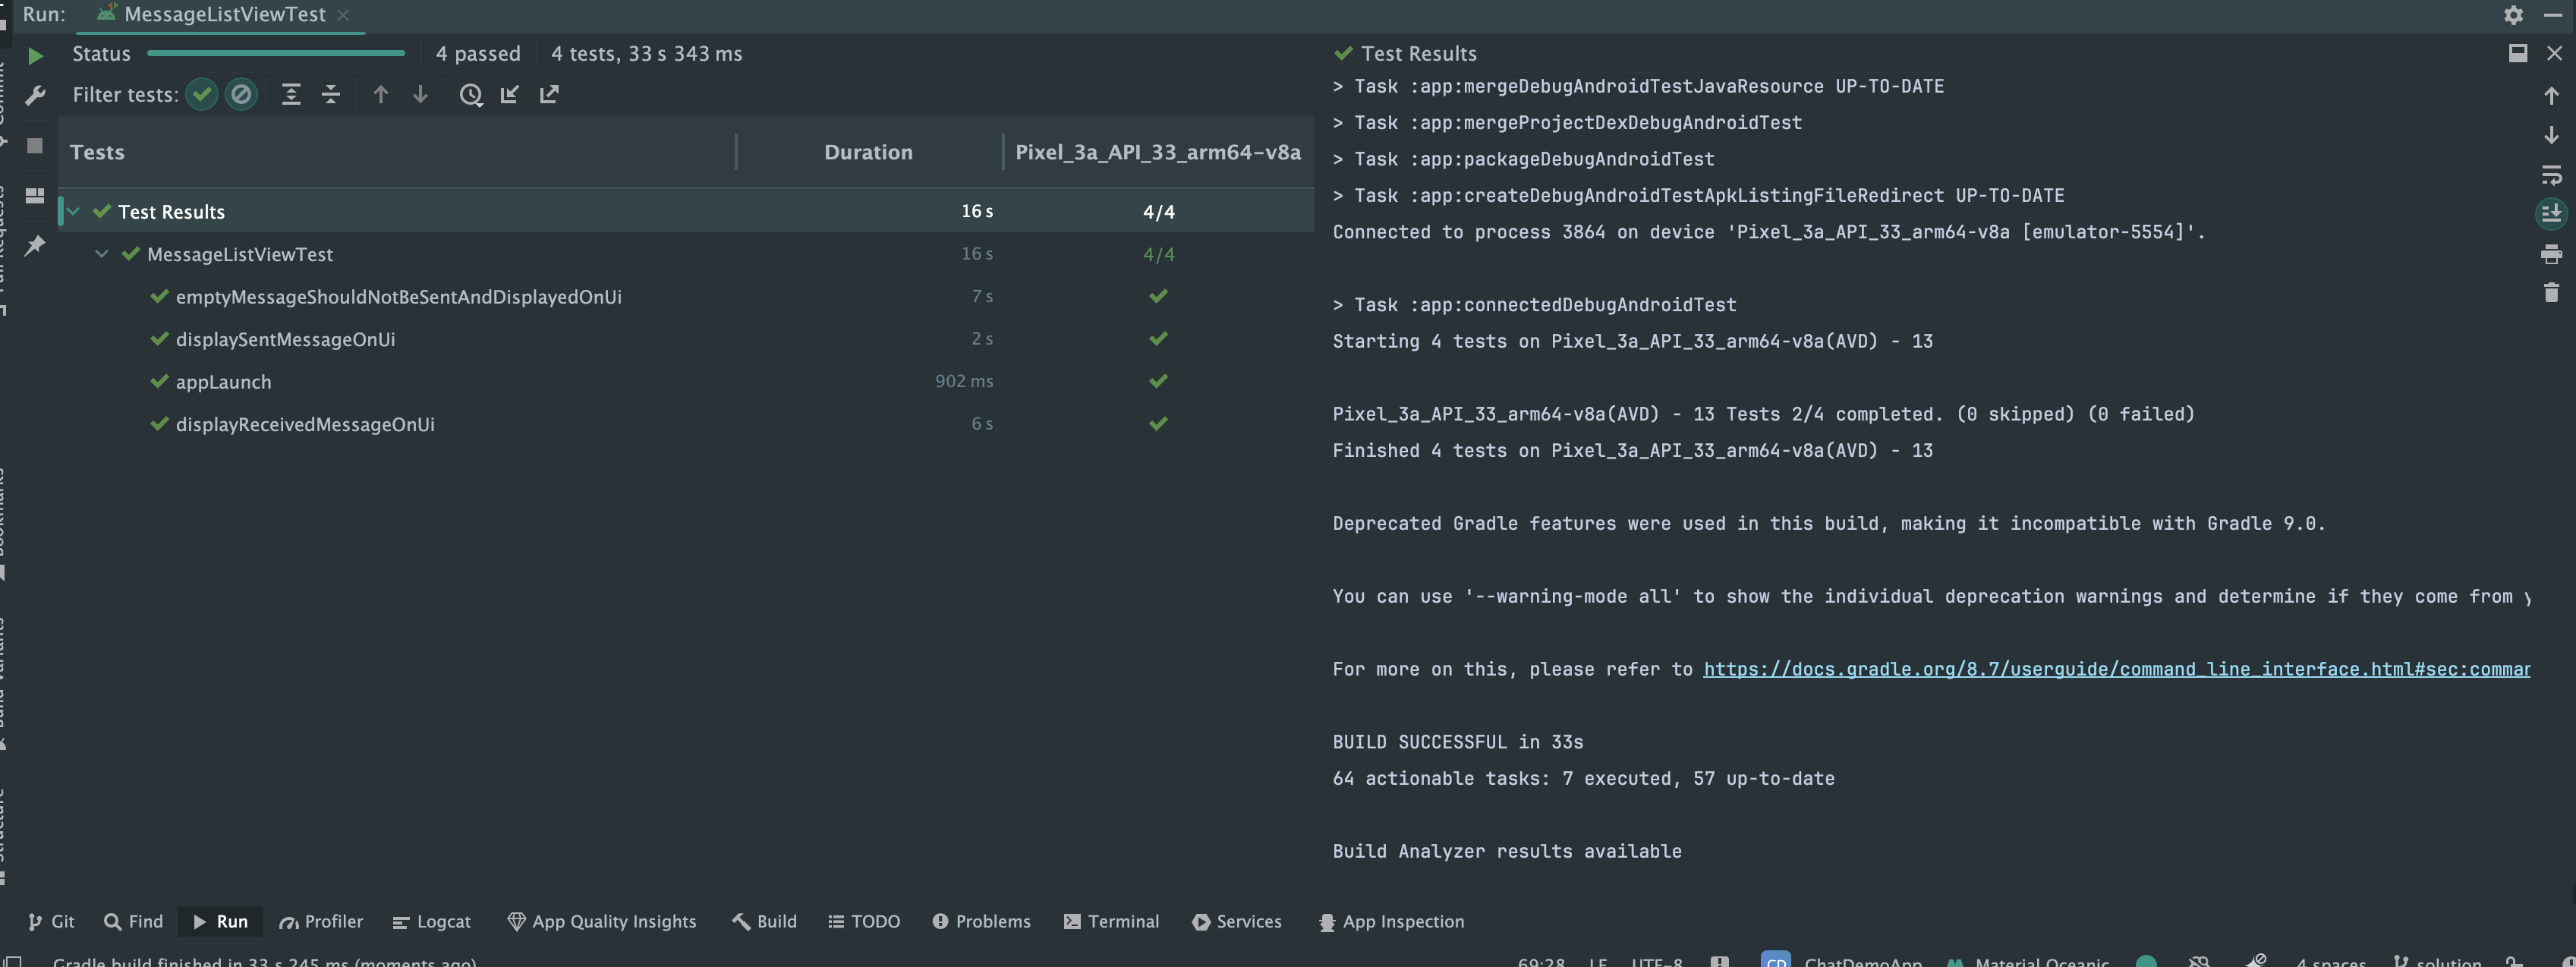 Run: MessageListViewTest
Status 4 passed 4 tests, 33 s 343 ms
Filter tests:
Tests Duration Pixel_3a_API_33_arm64-v8a
Test Results 16 s 4/4
MessageListViewTest 16 s 4/4
emptyMessageShouldNotBeSentAndDisplayedOnUi 7 s
displaySentMessageOnUi 2 s
appLaunch 902 ms
displayReceivedMessageOnUi 6 s
Test Results
> Task :app:mergeDebugAndroidTestJavaResource UP-TO-DATE
> Task :app:mergeProjectDexDebugAndroidTest
> Task :app:packageDebugAndroidTest
> Task :app:createDebugAndroidTestApkListingFileRedirect UP-TO-DATE
Connected to process 3864 on device 'Pixel_3a_API_33_arm64-v8a [emulator-5554]'.
> Task :app:connectedDebugAndroidTest
Starting 4 tests on Pixel_3a_API_33_arm64-v8a(AVD) - 13
Pixel_3a_API_33_arm64-v8a(AVD) - 13 Tests 2/4 completed. (0 skipped) (0 failed)
Finished 4 tests on Pixel_3a_API_33_arm64-v8a(AVD) - 13
Deprecated Gradle features were used in this build, making it incompatible with Gradle 9.0.
You can use '--warning-mode all' to show the individual deprecation warnings and determine if they come from y
For more on this, please refer to https://docs.gradle.org/8.7/userguide/command_line_interface.html#sec:comman
BUILD SUCCESSFUL in 33s
64 actionable tasks: 7 executed, 57 up-to-date
Build Analyzer results available
Git Find Run Profiler Logcat App Quality Insights Build TODO Problems Terminal Services App Inspection
Gradle build finished in 33 s 245 ms (moments ago) 69:28 LF UTF-8 CD ChatDemoApp Material Oceanic 4 spaces solution